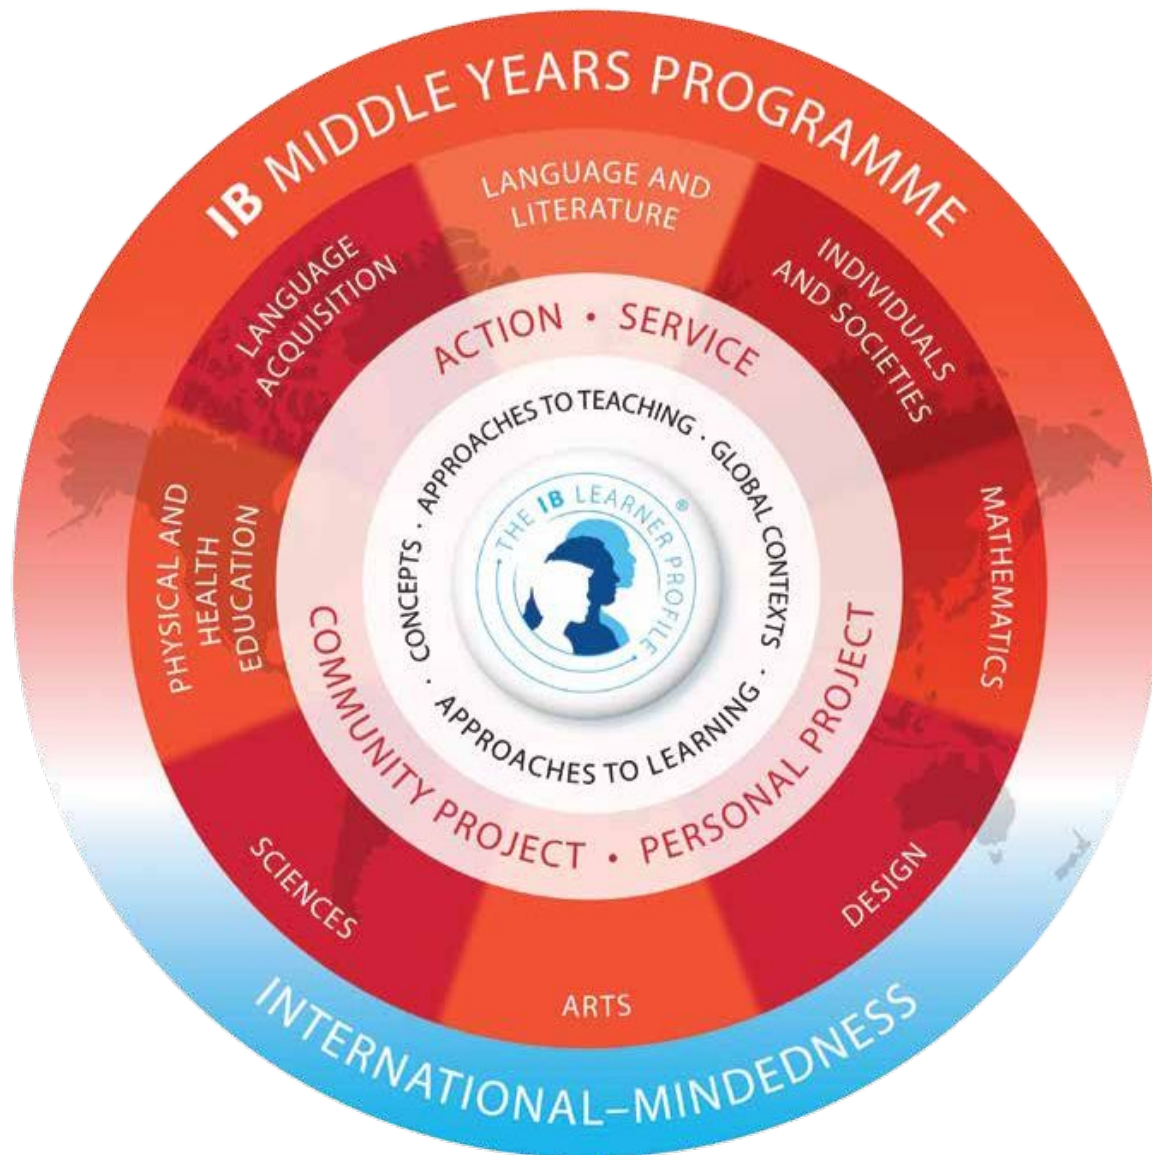 IB MIDDLE YEARS PROGRAMME
LANGUAGE AND
LITERATURE
INDIVIDUALS
AND SOCIETIES
MATHEMATICS
DESIGN
ARTS
SCIENCES
PHYSICAL AND
HEALTH
EDUCATION
LANGUAGE
ACQUISITION
ACTION • SERVICE
PERSONAL PROJECT
COMMUNITY PROJECT •
APPROACHES TO TEACHING · GLOBAL CONTEXTS ·
APPROACHES TO LEARNING ·
CONCEPTS ·
THE IB LEARNER PROFILE ®
INTERNATIONAL–MINDEDNESS